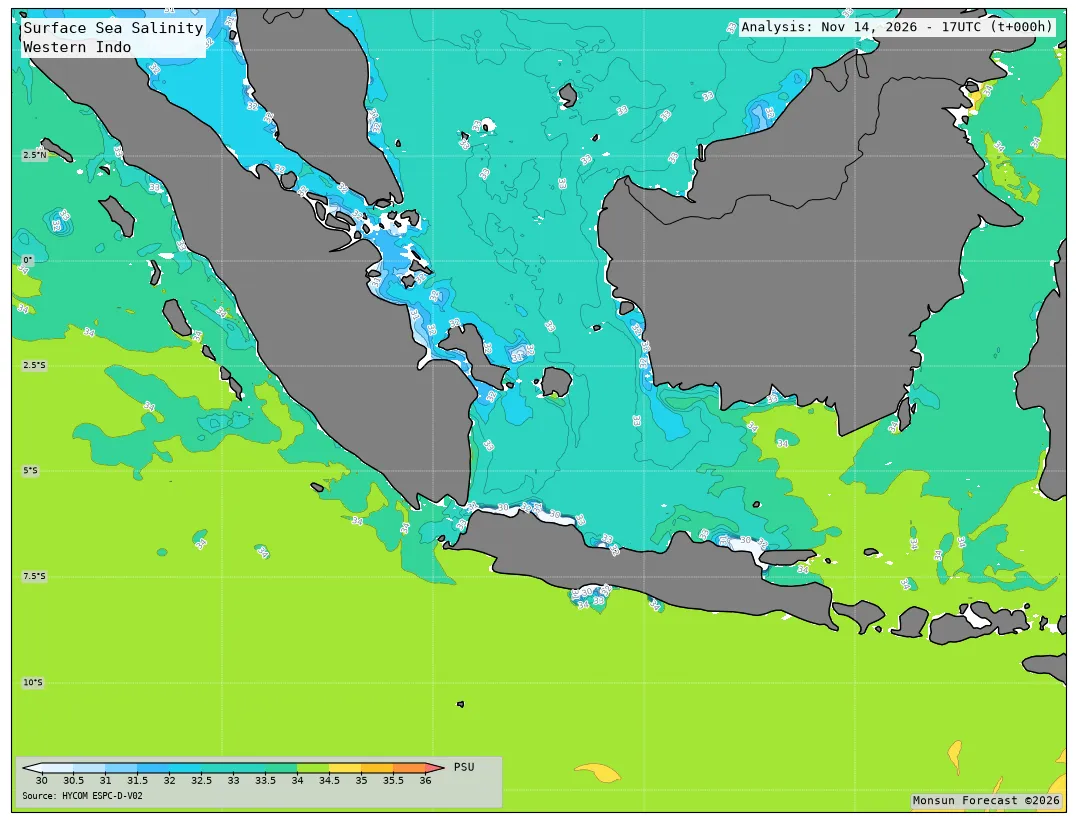 Surface Sea Salinity
Western Indo
Analysis: Nov 14, 2026 - 17UTC (t+000h)
2.5°N
0°
2.5°S
5°S
7.5°S
10°S
30 30.5 31 31.5 32 32.5 33 33.5 34 34.5 35 35.5 36
PSU
Source: HYCOM ESPC-D-V02
Monsun Forecast ©2026